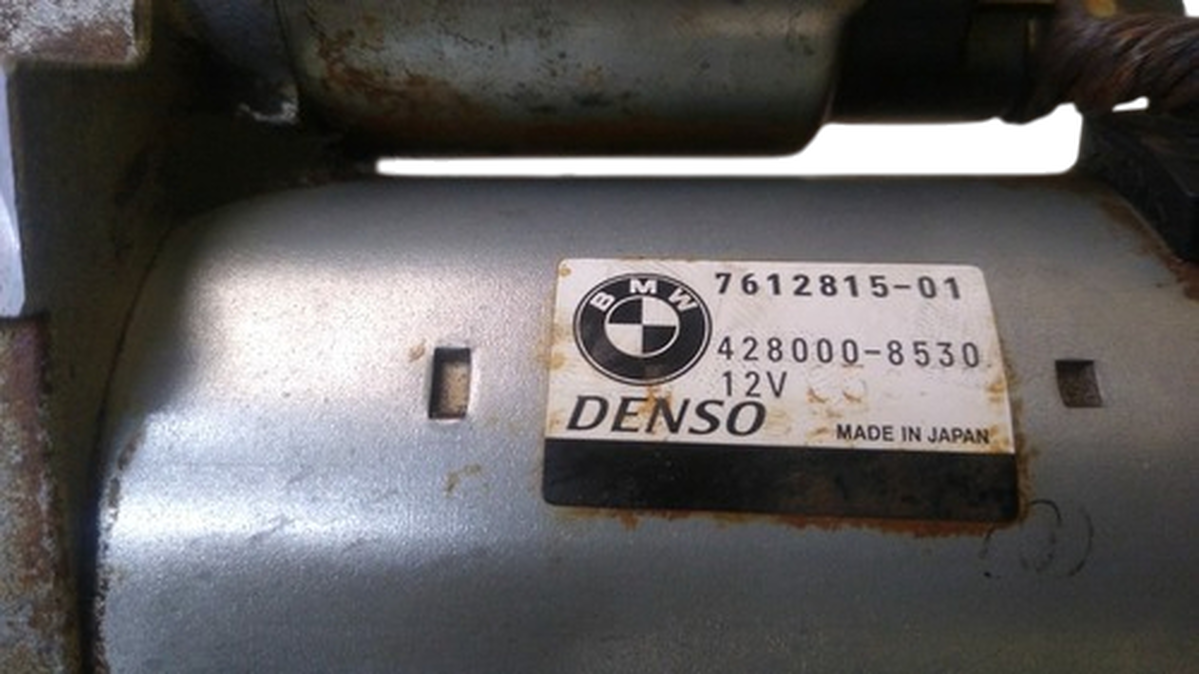 BMW
7612815-01
428000-8530
12V
DENSO
MADE IN JAPAN